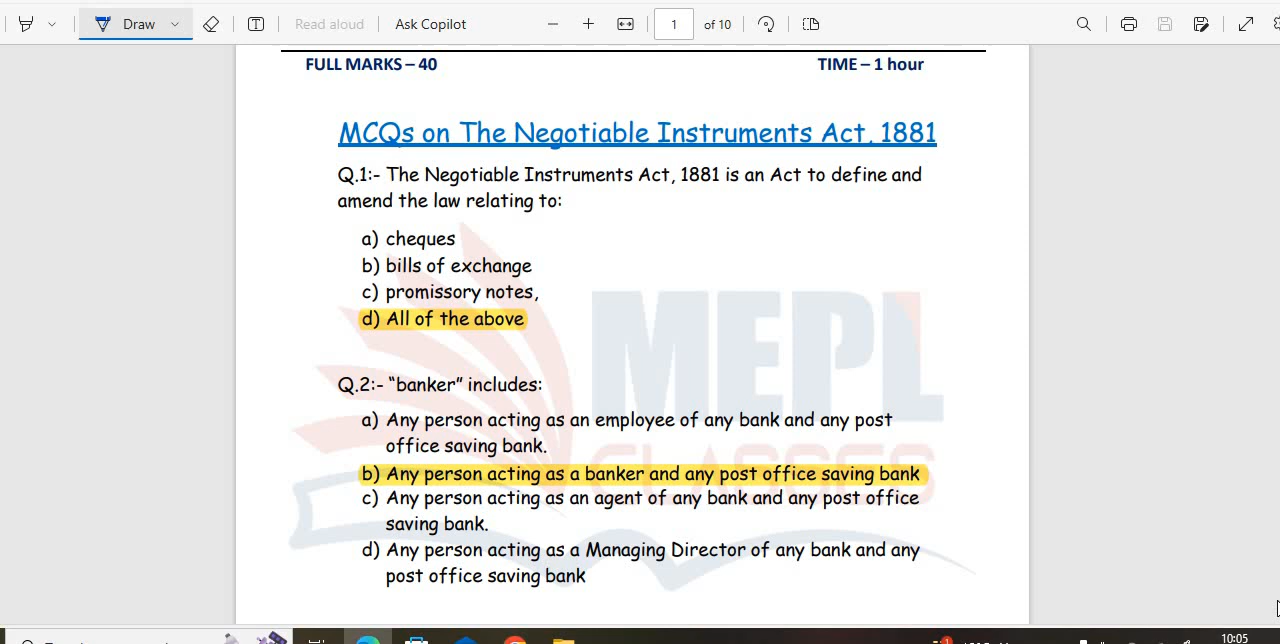 Draw
Read aloud
Ask Copilot
1
of 10
FULL MARKS – 40
TIME – 1 hour
MCQs on The Negotiable Instruments Act, 1881
Q.1:- The Negotiable Instruments Act, 1881 is an Act to define and
amend the law relating to:
a) cheques
b) bills of exchange
c) promissory notes,
d) All of the above
Q.2:- “banker” includes:
a) Any person acting as an employee of any bank and any post
office saving bank.
b) Any person acting as a banker and any post office saving bank
c) Any person acting as an agent of any bank and any post office
saving bank.
d) Any person acting as a Managing Director of any bank and any
post office saving bank
MEPL
CLASSES
10:05